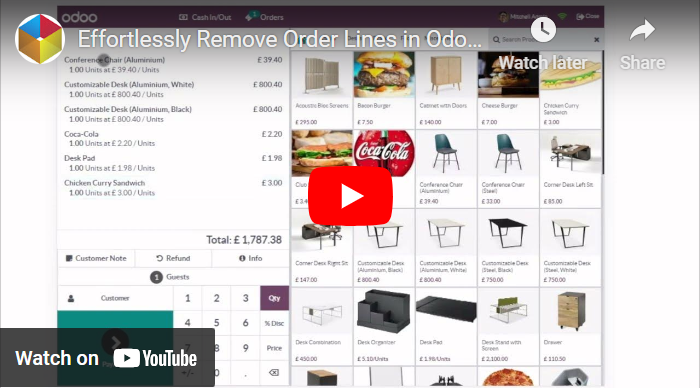 odoo
Cash In/Out
Orders
Close
Effortlessly Remove Order Lines in Odo...
Watch later
Share
Conference Chair (Aluminium)
£ 39.40
1.00 Units at £ 39.40 / Units
Customizable Desk (Aluminium, White)
£ 800.40
1.00 Units at £ 800.40 / Units
Customizable Desk (Aluminium, Black)
£ 800.40
1.00 Units at £ 800.40 / Units
Coca-Cola
£ 2.20
1.00 Units at £ 2.20 / Units
Desk Pad
£ 1.98
1.00 Units at £ 1.98 / Units
Chicken Curry Sandwich
£ 3.00
1.00 Units at £ 3.00 / Units
Total: £ 1,787.38
Customer Note
Refund
Info
1 Guests
Customer
1 2 3 Qty
4 5 6 % Disc
7 8 9 Price
0 .
Watch on YouTube
Search Products
Acoustic Bloc Screens
£ 295.00
Bacon Burger
£ 7.50
Cabinet with Doors
£ 140.00
Cheese Burger
£ 7.00
Chicken Curry
Sandwich
£ 3.00
Club
Coca-Cola
Conference Chair
(Aluminium)
£ 39.40
Conference Chair
(Steel)
£ 33.00
Corner Desk Left Sit
£ 85.00
Corner Desk Right Sit
£ 147.00
Customizable Desk
(Aluminium, Black)
£ 800.40
Customizable Desk
(Aluminium, White)
£ 800.40
Customizable Desk
(Steel, Black)
£ 750.00
Customizable Desk
(Steel, White)
£ 750.00
Desk Combination
£ 450.00
Desk Organizer
£ 5.10/Units
Desk Pad
£ 1.98/Units
Desk Stand with
Screen
£ 2,100.00
Drawer
£ 110.50